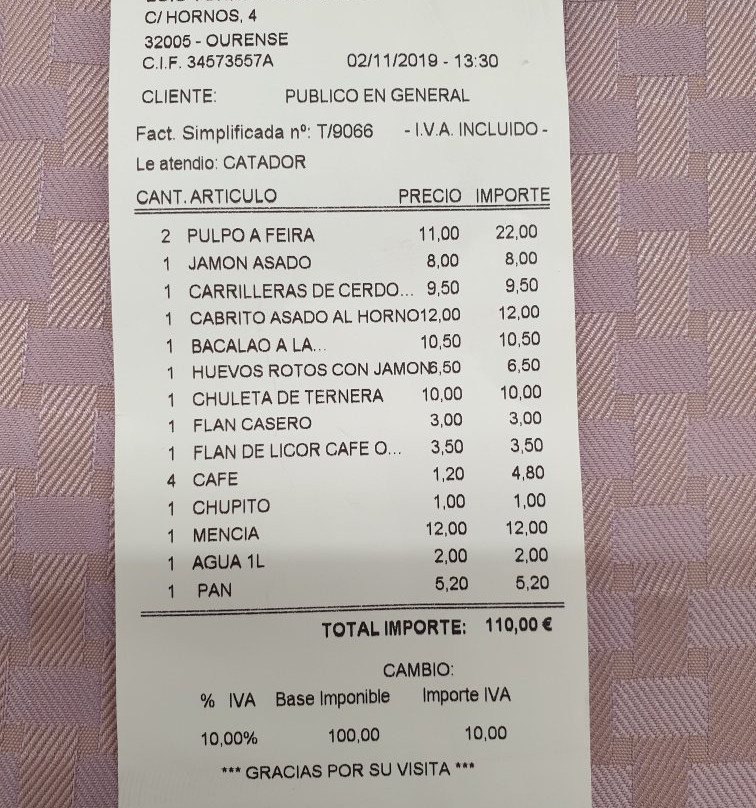 C/ HORNOS, 4
32005 - OURENSE
C.I.F. 34573557A 02/11/2019 - 13:30
CLIENTE: PUBLICO EN GENERAL
Fact. Simplificada nº: T/9066 - I.V.A. INCLUIDO -
Le atendio: CATADOR
CANT. ARTICULO PRECIO IMPORTE
2 PULPO A FEIRA 11,00 22,00
1 JAMON ASADO 8,00 8,00
1 CARRILLERAS DE CERDO... 9,50 9,50
1 CABRITO ASADO AL HORNO 12,00 12,00
1 BACALAO A LA... 10,50 10,50
1 HUEVOS ROTOS CON JAMON 6,50 6,50
1 CHULETA DE TERNERA 10,00 10,00
1 FLAN CASERO 3,00 3,00
1 FLAN DE LICOR CAFE O... 3,50 3,50
4 CAFE 1,20 4,80
1 CHUPITO 1,00 1,00
1 MENCIA 12,00 12,00
1 AGUA 1L 2,00 2,00
1 PAN 5,20 5,20
TOTAL IMPORTE: 110,00 €
CAMBIO:
% IVA Base Imponible Importe IVA
10,00% 100,00 10,00
*** GRACIAS POR SU VISITA ***